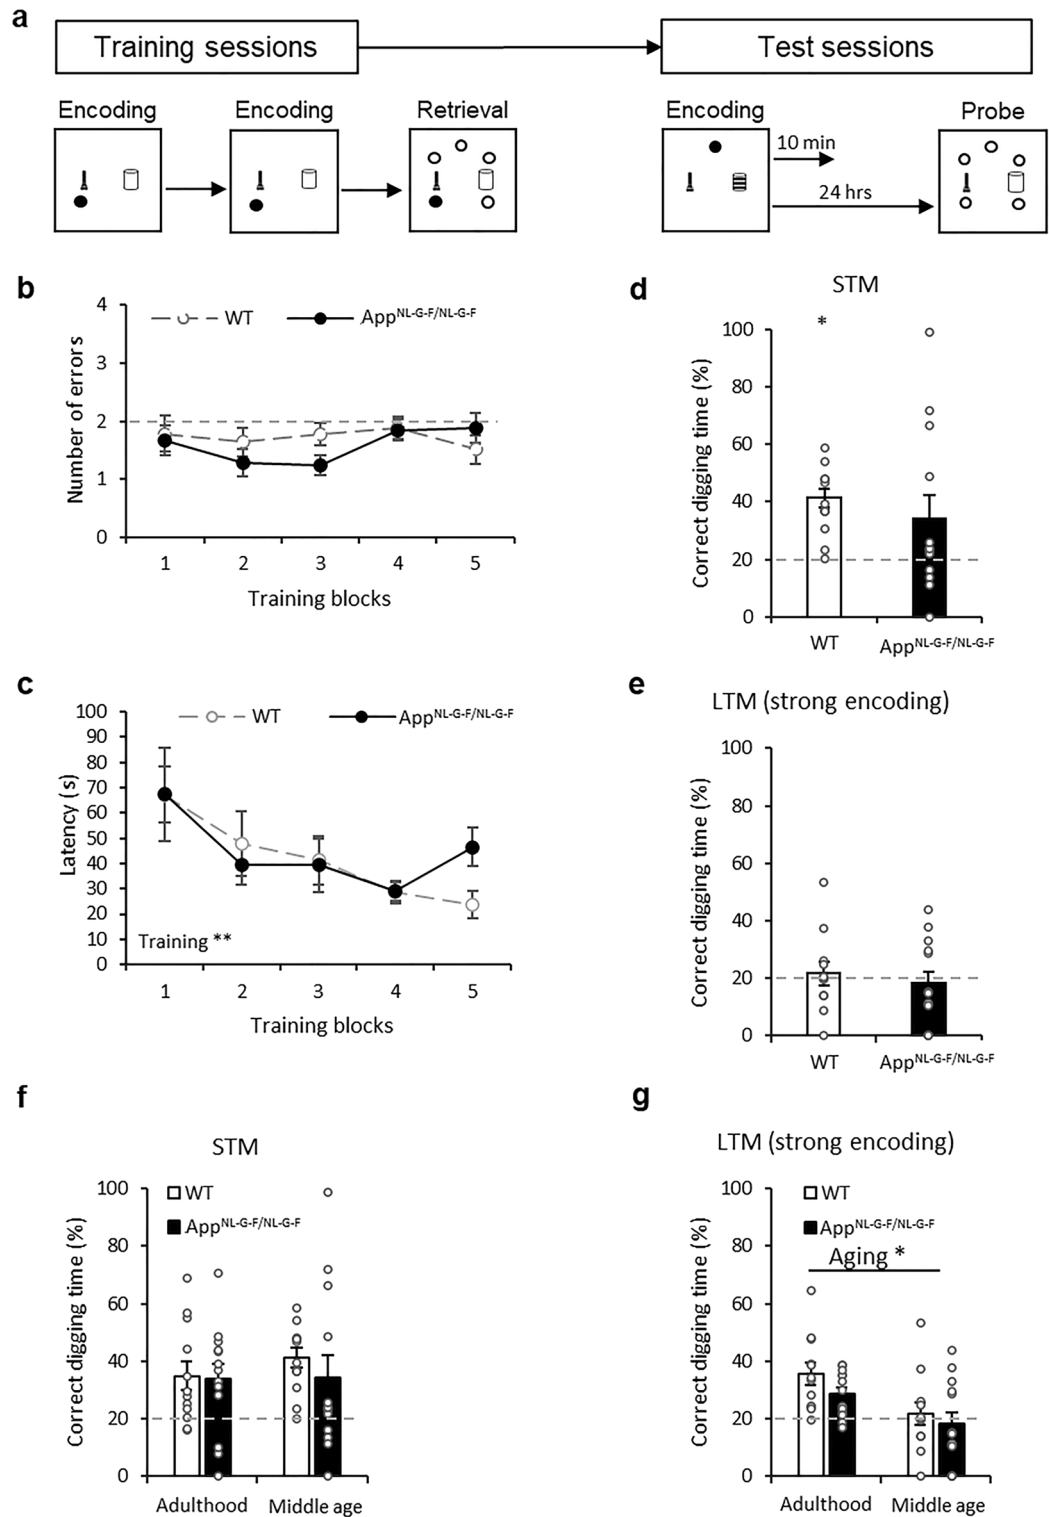 a
Training sessions
Test sessions
Encoding
Encoding
Retrieval
Encoding
Probe
10 min
24 hrs
b
WT
App^NL-G-F/NL-G-F
Number of errors
4
3
2
1
0
1 2 3 4 5
Training blocks
c
WT
App^NL-G-F/NL-G-F
Latency (s)
100
90
80
70
60
50
40
30
20
10
0
Training **
1 2 3 4 5
Training blocks
d
STM
*
Correct digging time (%)
100
80
60
40
20
0
WT
App^NL-G-F/NL-G-F
e
LTM (strong encoding)
Correct digging time (%)
100
80
60
40
20
0
WT
App^NL-G-F/NL-G-F
f
STM
WT
App^NL-G-F/NL-G-F
Correct digging time (%)
100
80
60
40
20
0
Adulthood
Middle age
g
LTM (strong encoding)
WT
App^NL-G-F/NL-G-F
Aging *
Correct digging time (%)
100
80
60
40
20
0
Adulthood
Middle age